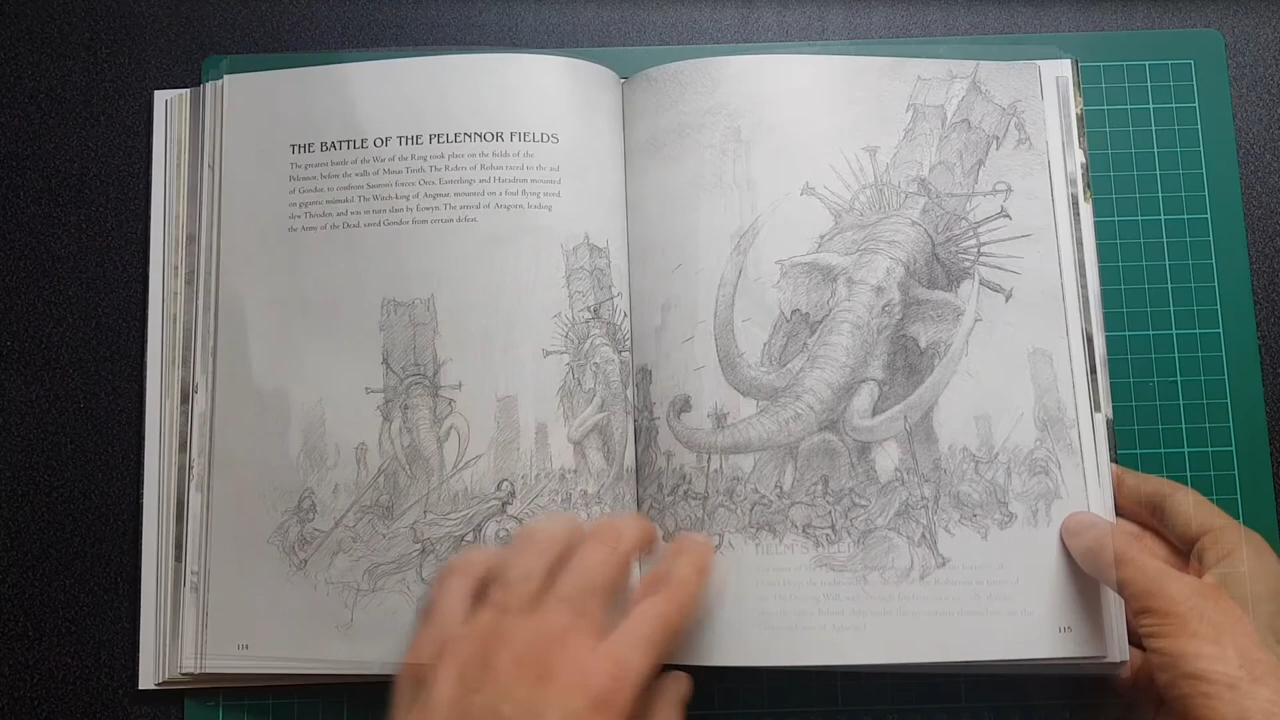 THE BATTLE OF THE PELENNOR FIELDS
The greatest battle of the War of the Ring took place on the fields of the
Pelennor, before the walls of Minas Tirith. The Riders of Rohan raced to the aid
of Gondor, to confront Sauron's forces: Orcs, Easterlings and Haradrim mounted
on gigantic mûmakil. The Witch-king of Angmar, mounted on a foul flying steed,
slew Théoden, and was in turn slain by Éowyn. The arrival of Aragorn, leading
the Army of the Dead, saved Gondor from certain defeat.
HELM'S DEEP
114
115